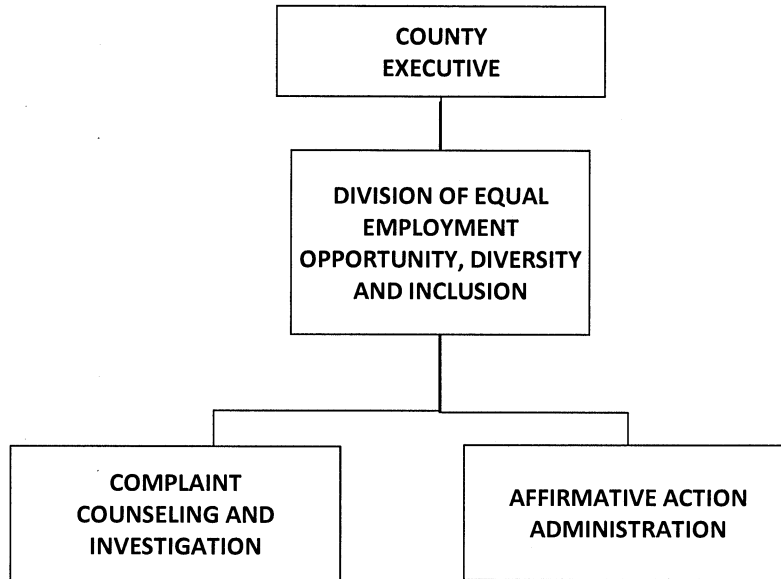 COUNTY
EXECUTIVE
DIVISION OF EQUAL
EMPLOYMENT
OPPORTUNITY, DIVERSITY
AND INCLUSION
COMPLAINT
COUNSELING AND
INVESTIGATION
AFFIRMATIVE ACTION
ADMINISTRATION